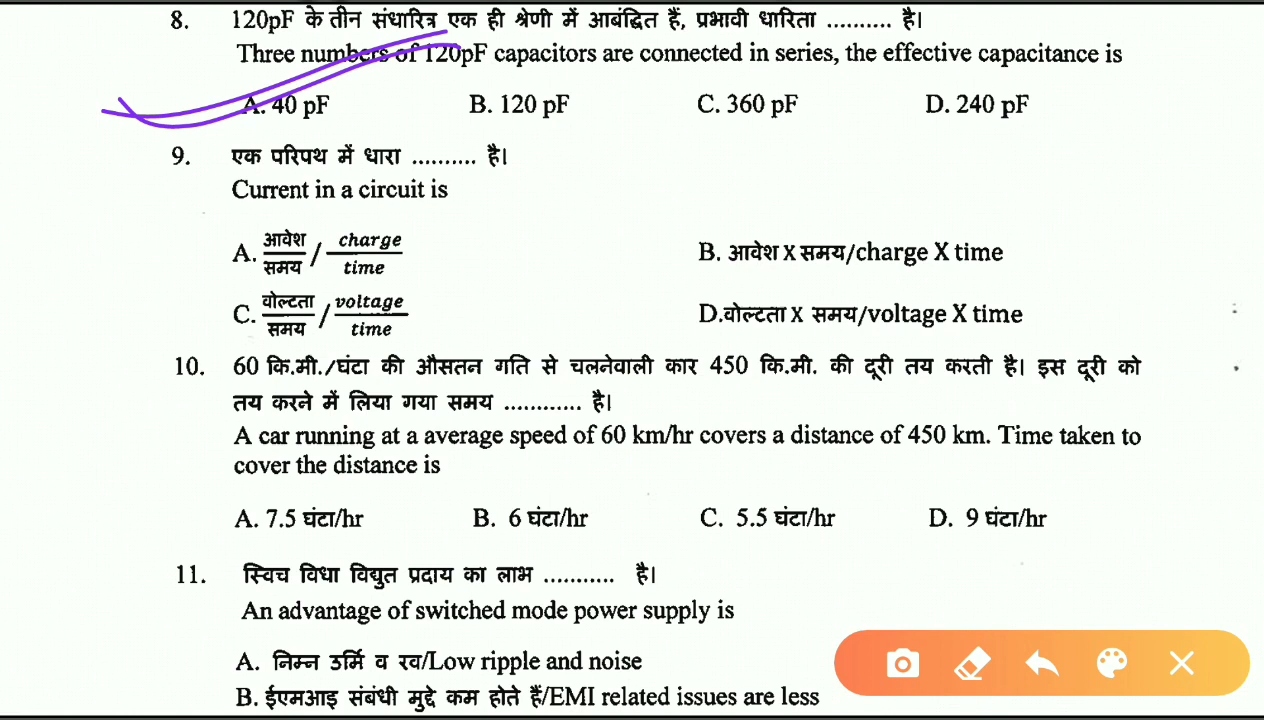 8. 120pF के तीन संधारित्र एक ही श्रेणी में आबंद्धित हैं, प्रभावी धारिता .......... है।
Three numbers of 120pF capacitors are connected in series, the effective capacitance is
A. 40 pF B. 120 pF C. 360 pF D. 240 pF
9. एक परिपथ में धारा .......... है।
Current in a circuit is
A. आवेश/समय / charge/time B. आवेश X समय/charge X time
C. वोल्टता/समय / voltage/time D.वोल्टता X समय/voltage X time
10. 60 कि.मी./घंटा की औसतन गति से चलनेवाली कार 450 कि.मी. की दूरी तय करती है। इस दूरी को
तय करने में लिया गया समय ............ है।
A car running at a average speed of 60 km/hr covers a distance of 450 km. Time taken to
cover the distance is
A. 7.5 घंटा/hr B. 6 घंटा/hr C. 5.5 घंटा/hr D. 9 घंटा/hr
11. स्विच विधा विद्युत प्रदाय का लाभ ........... है।
An advantage of switched mode power supply is
A. निम्न उर्मि व रव/Low ripple and noise
B. ईएमआइ संबंधी मुद्दे कम होते हैं/EMI related issues are less